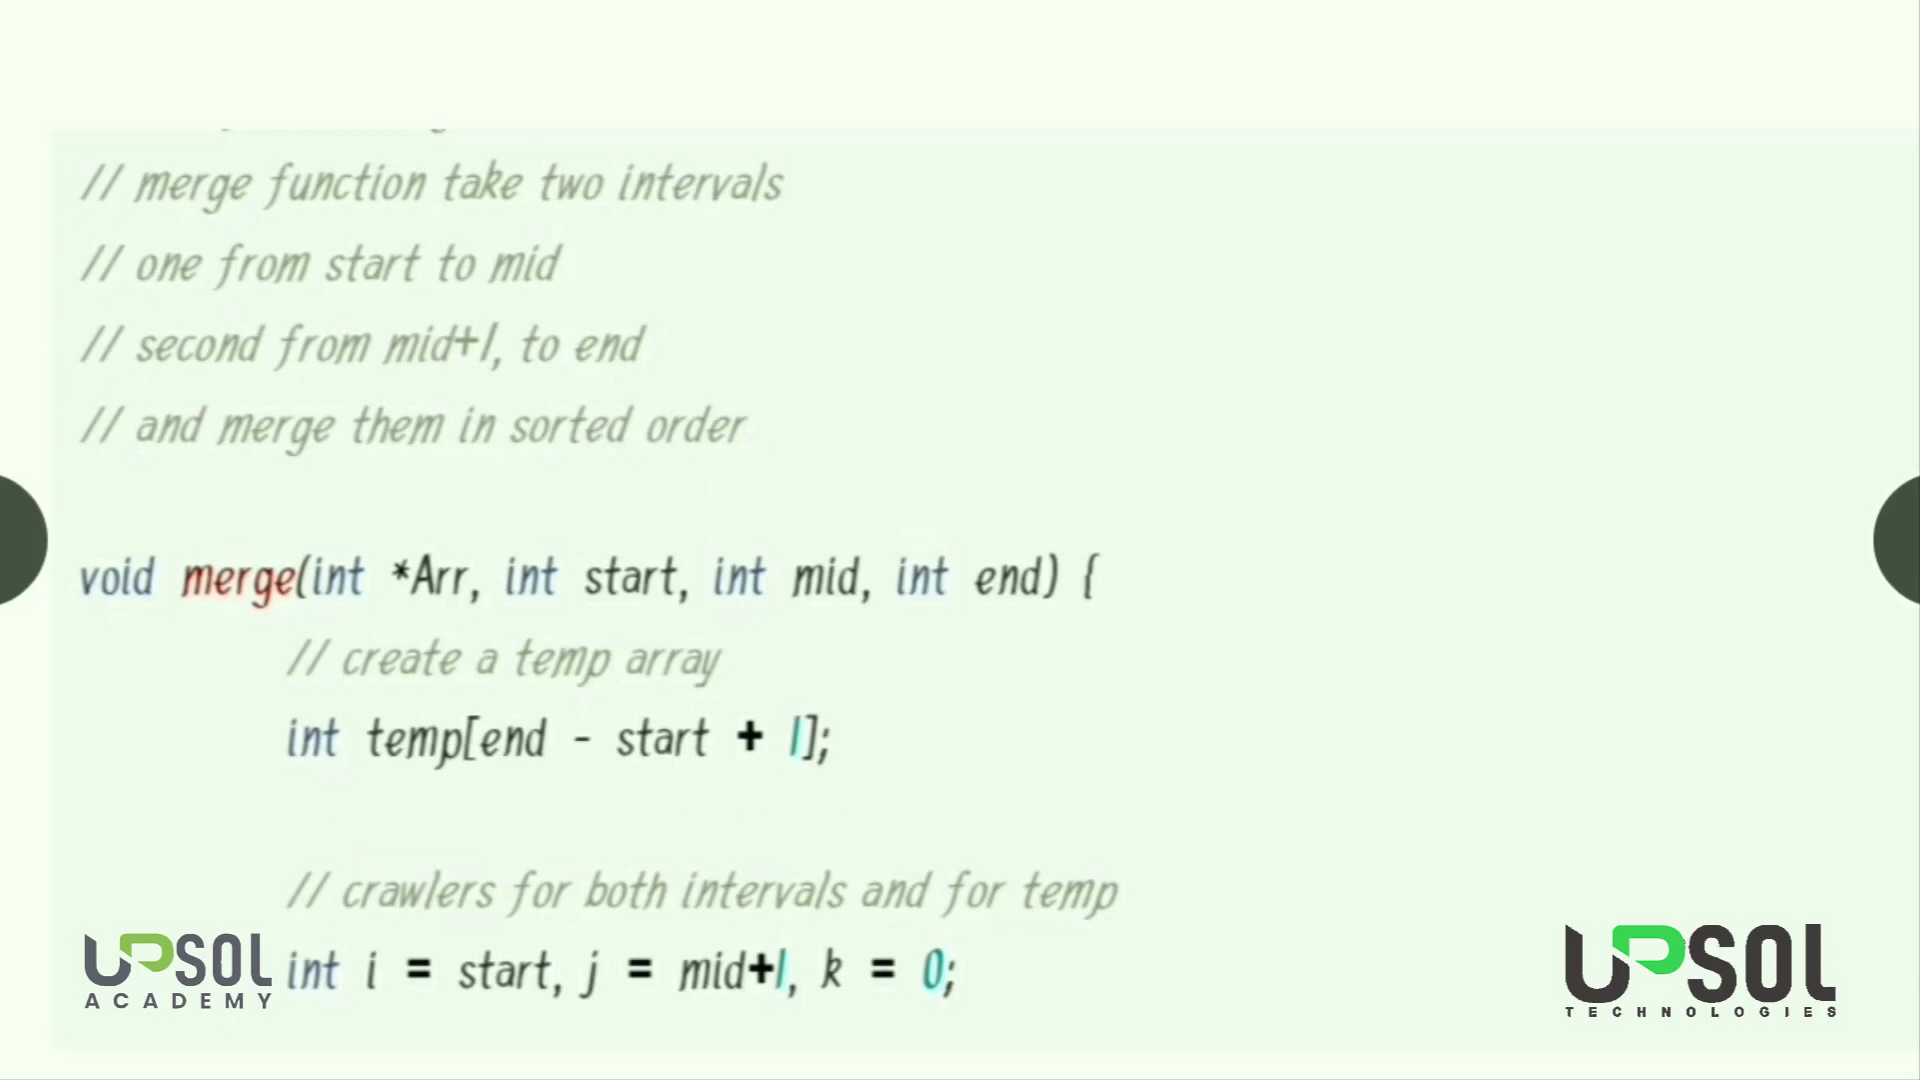 // merge function take two intervals
// one from start to mid
// second from mid+1, to end
// and merge them in sorted order
void merge(int *Arr, int start, int mid, int end) {
// create a temp array
int temp[end - start + 1];
// crawlers for both intervals and for temp
int i = start, j = mid+1, k = 0;
UPSOL
ACADEMY
UPSOL
TECHNOLOGIES